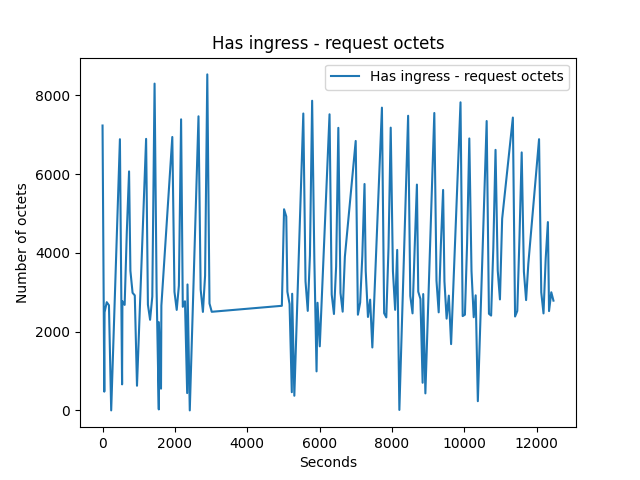 Has ingress - request octets
Has ingress - request octets
Number of octets
8000
6000
4000
2000
0
0 2000 4000 6000 8000 10000 12000
Seconds